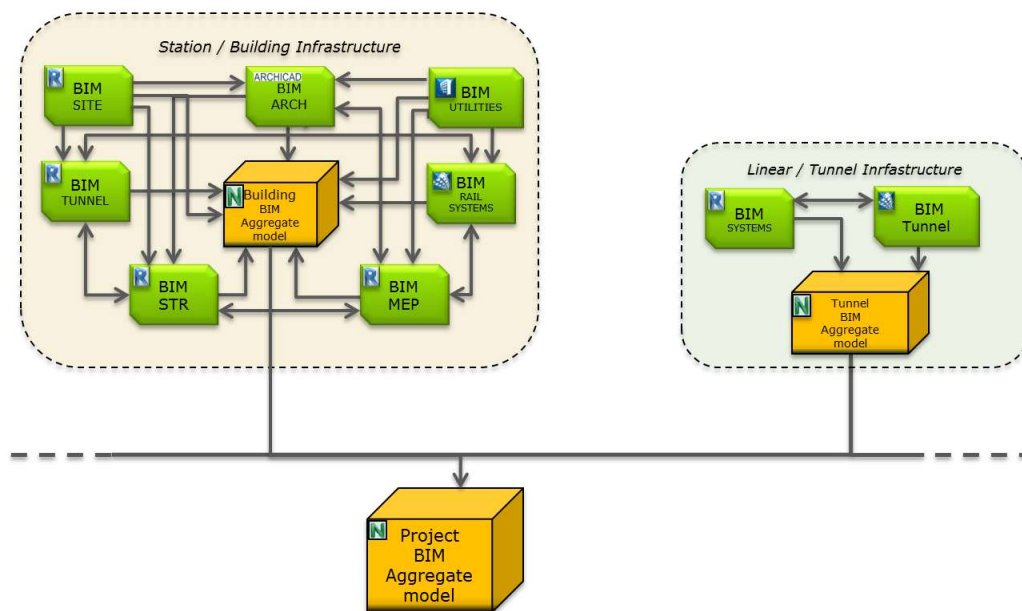 Station / Building Infrastructure
R
BIM
SITE
ARCHICAD
BIM
ARCH
BIM
UTILITIES
R
BIM
TUNNEL
N
Building
BIM
Aggregate
model
BIM
RAIL
SYSTEMS
R
BIM
STR
R
BIM
MEP
Linear / Tunnel Inrfastructure
R
BIM
SYSTEMS
BIM
Tunnel
N
Tunnel
BIM
Aggregate
model
N
Project
BIM
Aggregate
model